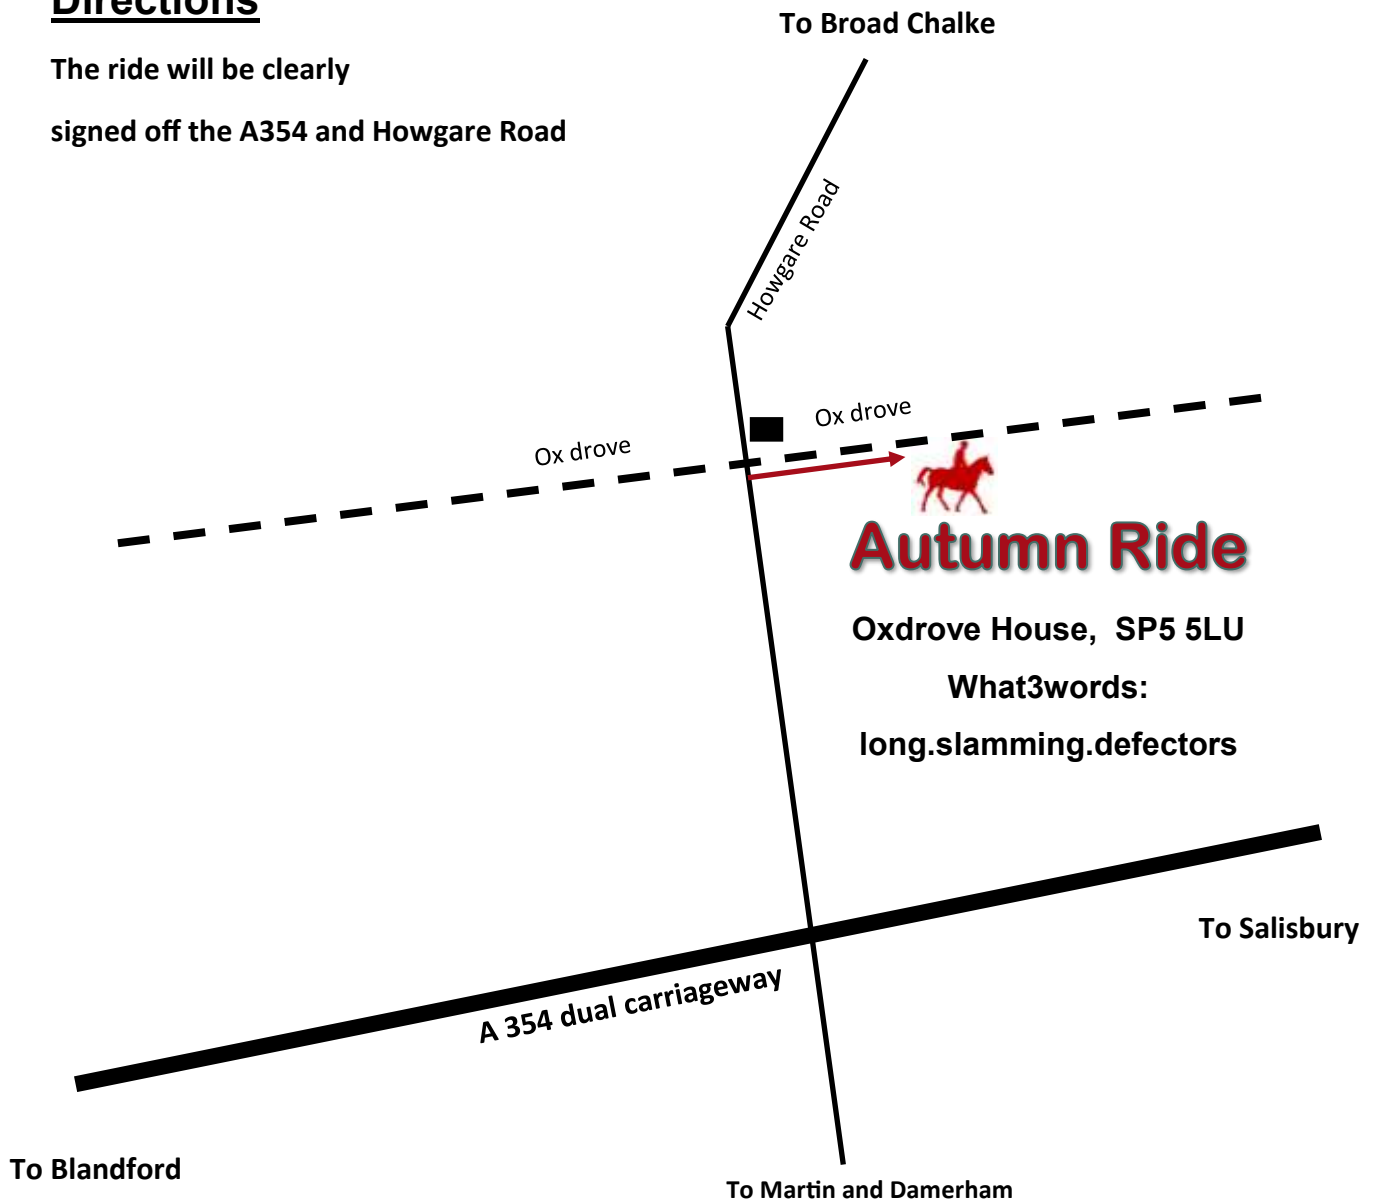 Directions
To Broad Chalke
The ride will be clearly
signed off the A354 and Howgare Road
Howgare Road
Ox drove
Ox drove
Autumn Ride
Oxdrove House, SP5 5LU
What3words:
long.slamming.defectors
To Salisbury
A 354 dual carriageway
To Blandford
To Martin and Damerham